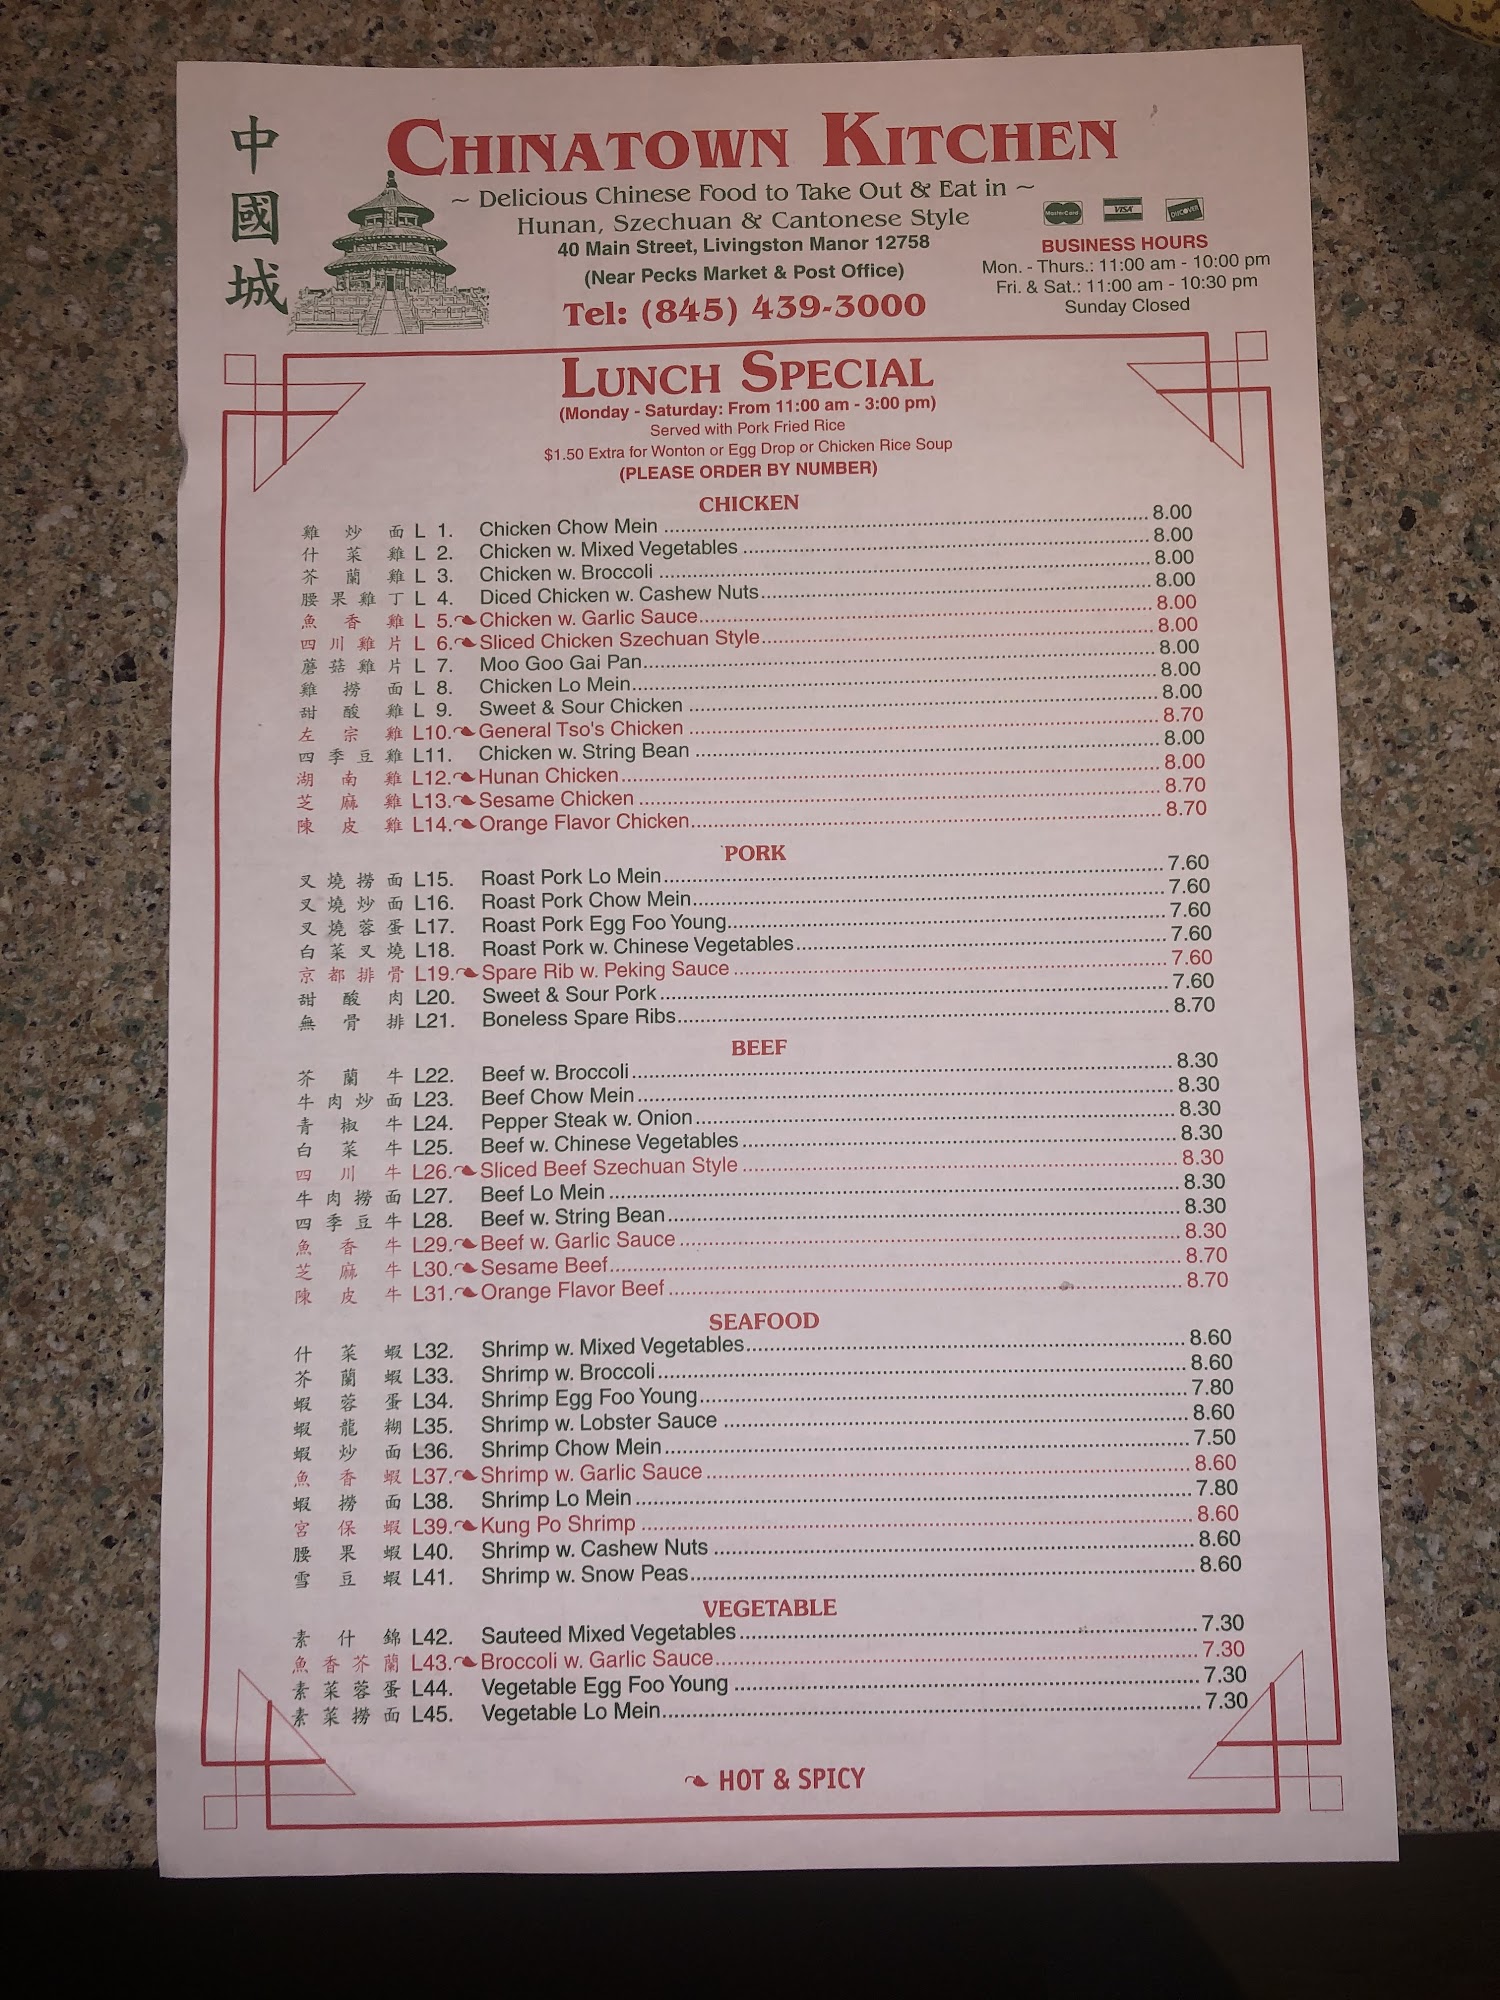 中國城
CHINATOWN KITCHEN
~ Delicious Chinese Food to Take Out & Eat in ~
Hunan, Szechuan & Cantonese Style
40 Main Street, Livingston Manor 12758
(Near Pecks Market & Post Office)
Tel: (845) 439-3000
MasterCard VISA DISCOVER
BUSINESS HOURS
Mon. - Thurs.: 11:00 am - 10:00 pm
Fri. & Sat.: 11:00 am - 10:30 pm
Sunday Closed
LUNCH SPECIAL
(Monday - Saturday: From 11:00 am - 3:00 pm)
Served with Pork Fried Rice
$1.50 Extra for Wonton or Egg Drop or Chicken Rice Soup
(PLEASE ORDER BY NUMBER)
CHICKEN
雞炒面 L 1. Chicken Chow Mein 8.00
什菜雞 L 2. Chicken w. Mixed Vegetables 8.00
芥蘭雞 L 3. Chicken w. Broccoli 8.00
腰果雞丁 L 4. Diced Chicken w. Cashew Nuts 8.00
魚香雞 L 5. Chicken w. Garlic Sauce 8.00
四川雞片 L 6. Sliced Chicken Szechuan Style 8.00
蘑菇雞片 L 7. Moo Goo Gai Pan 8.00
雞撈面 L 8. Chicken Lo Mein 8.00
甜酸雞 L 9. Sweet & Sour Chicken 8.00
左宗雞 L10. General Tso's Chicken 8.70
四季豆雞 L11. Chicken w. String Bean 8.00
湖南雞 L12. Hunan Chicken 8.00
芝麻雞 L13. Sesame Chicken 8.70
陳皮雞 L14. Orange Flavor Chicken 8.70
PORK
叉燒撈面 L15. Roast Pork Lo Mein 7.60
叉燒炒面 L16. Roast Pork Chow Mein 7.60
叉燒蓉蛋 L17. Roast Pork Egg Foo Young 7.60
白菜叉燒 L18. Roast Pork w. Chinese Vegetables 7.60
京都排骨 L19. Spare Rib w. Peking Sauce 7.60
甜酸肉 L20. Sweet & Sour Pork 7.60
無骨排 L21. Boneless Spare Ribs 8.70
BEEF
芥蘭牛 L22. Beef w. Broccoli 8.30
牛肉炒面 L23. Beef Chow Mein 8.30
青椒牛 L24. Pepper Steak w. Onion 8.30
白菜牛 L25. Beef w. Chinese Vegetables 8.30
四川牛 L26. Sliced Beef Szechuan Style 8.30
牛肉撈面 L27. Beef Lo Mein 8.30
四季豆牛 L28. Beef w. String Bean 8.30
魚香牛 L29. Beef w. Garlic Sauce 8.30
芝麻牛 L30. Sesame Beef 8.70
陳皮牛 L31. Orange Flavor Beef 8.70
SEAFOOD
什菜蝦 L32. Shrimp w. Mixed Vegetables 8.60
芥蘭蝦 L33. Shrimp w. Broccoli 8.60
蝦蓉蛋 L34. Shrimp Egg Foo Young 7.80
蝦龍糊 L35. Shrimp w. Lobster Sauce 8.60
蝦炒面 L36. Shrimp Chow Mein 7.50
魚香蝦 L37. Shrimp w. Garlic Sauce 8.60
蝦撈面 L38. Shrimp Lo Mein 7.80
宮保蝦 L39. Kung Po Shrimp 8.60
腰果蝦 L40. Shrimp w. Cashew Nuts 8.60
雪豆蝦 L41. Shrimp w. Snow Peas 8.60
VEGETABLE
素什錦 L42. Sauteed Mixed Vegetables 7.30
魚香芥蘭 L43. Broccoli w. Garlic Sauce 7.30
素菜蓉蛋 L44. Vegetable Egg Foo Young 7.30
素菜撈面 L45. Vegetable Lo Mein 7.30
HOT & SPICY